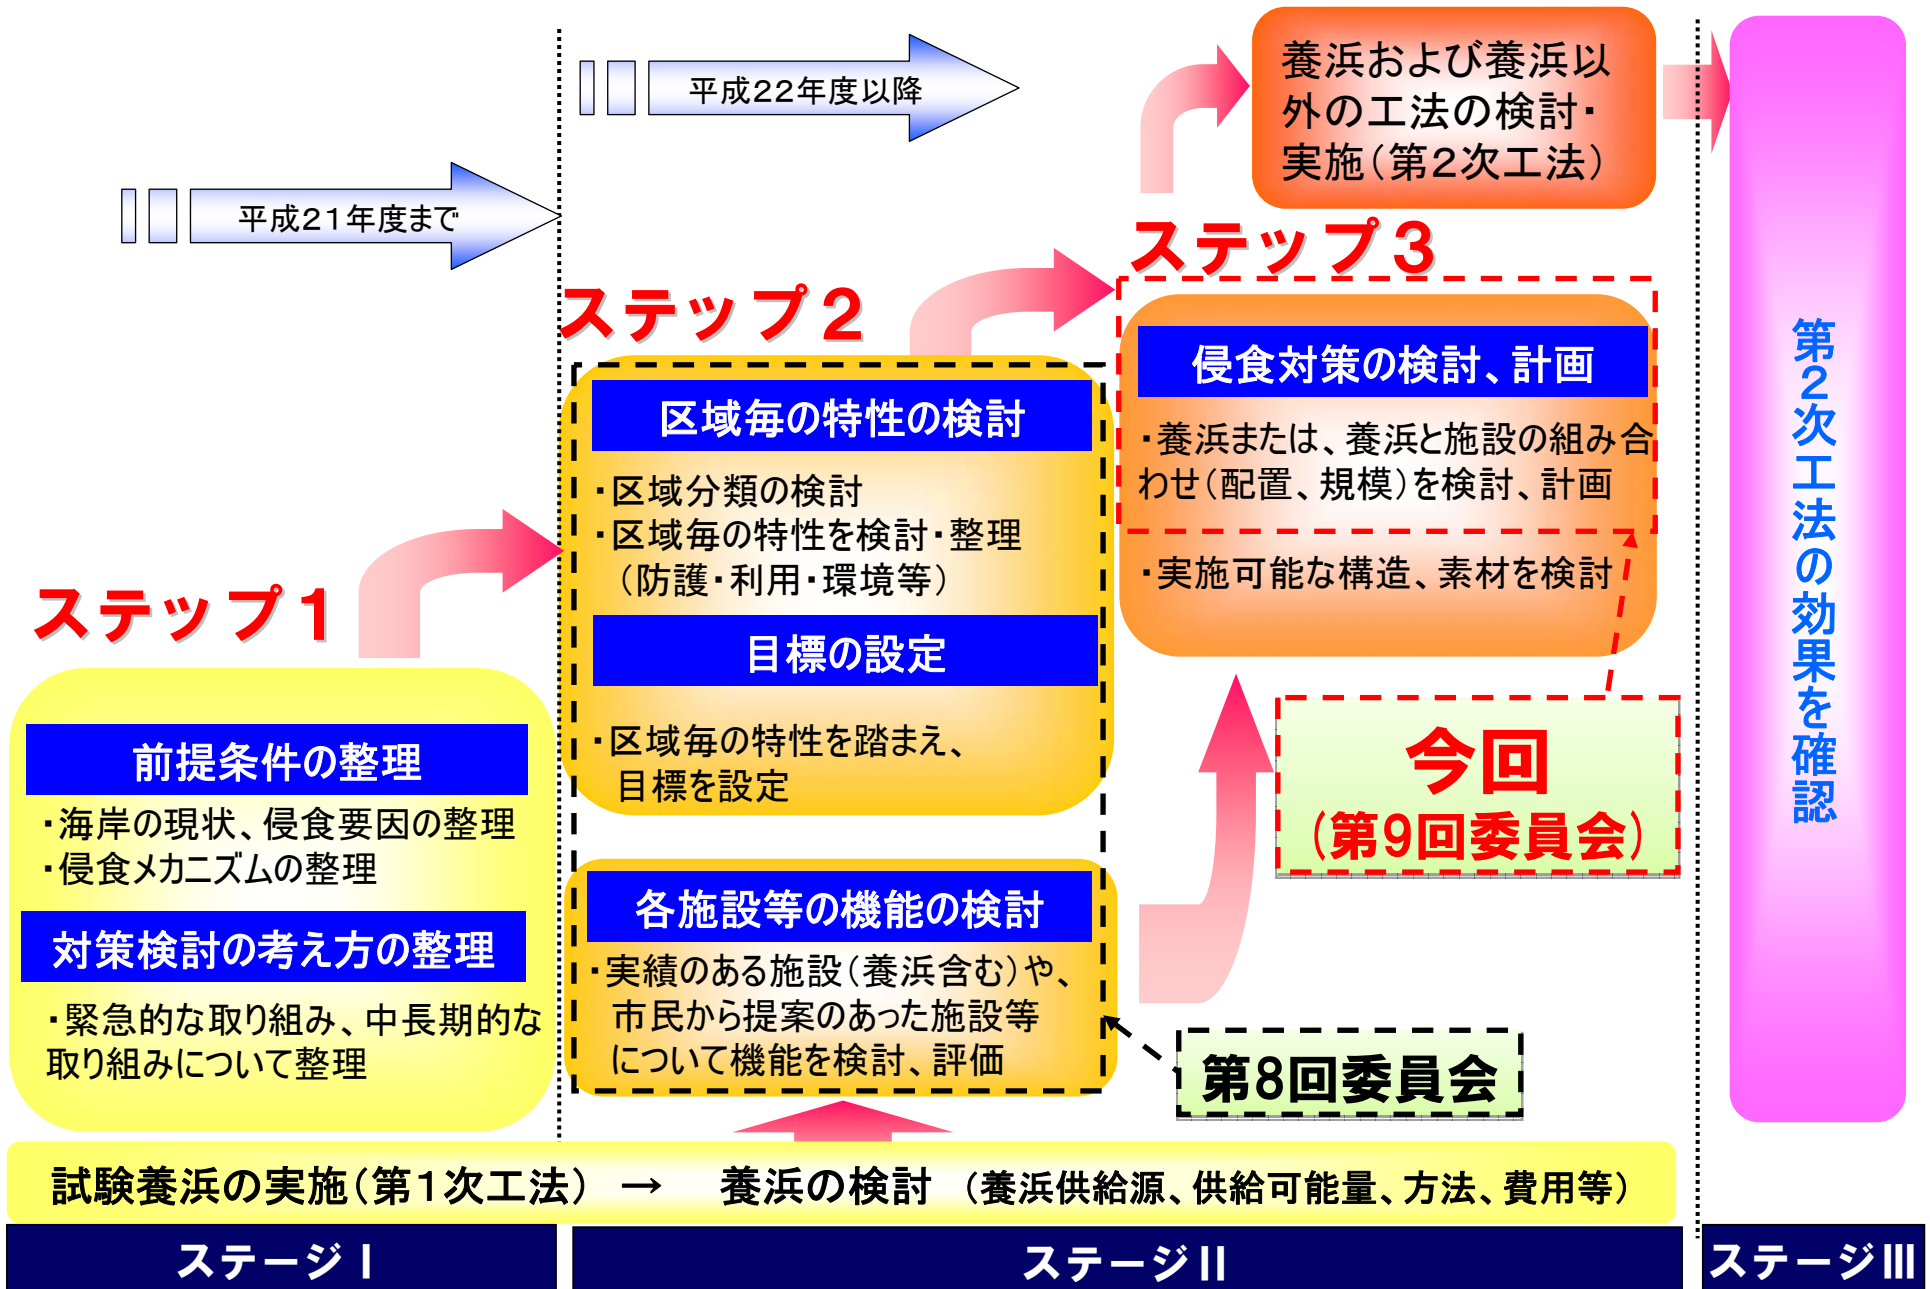 平成21年度まで
平成22年度以降
ステップ1
前提条件の整理
・海岸の現状、侵食要因の整理
・侵食メカニズムの整理
対策検討の考え方の整理
・緊急的な取り組み、中長期的な
取り組みについて整理
ステップ2
区域毎の特性の検討
・区域分類の検討
・区域毎の特性を検討・整理
（防護・利用・環境等）
目標の設定
・区域毎の特性を踏まえ、
目標を設定
各施設等の機能の検討
・実績のある施設（養浜含む）や、
市民から提案のあった施設等
について機能を検討、評価
第8回委員会
ステップ3
侵食対策の検討、計画
・養浜または、養浜と施設の組み合
わせ（配置、規模）を検討、計画
・実施可能な構造、素材を検討
今回
（第9回委員会）
養浜および養浜以
外の工法の検討・
実施（第2次工法）
第2次工法の効果を確認
試験養浜の実施（第1次工法） → 養浜の検討 （養浜供給源、供給可能量、方法、費用等）
ステージⅠ
ステージⅡ
ステージⅢ